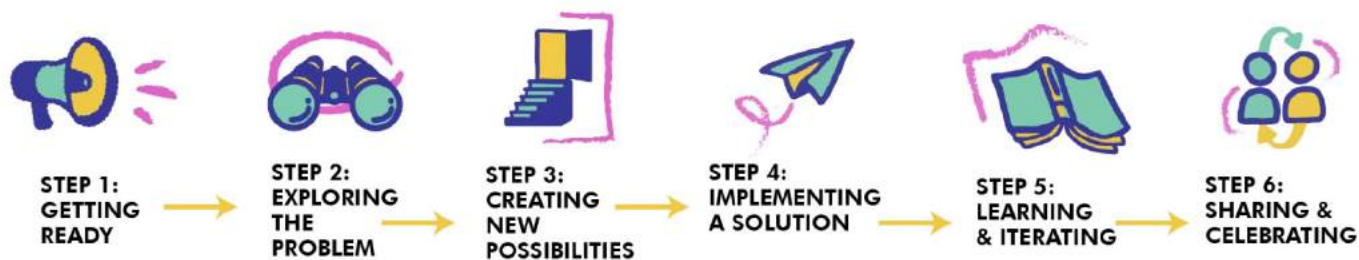 STEP 1:
GETTING
READY
STEP 2:
EXPLORING
THE
PROBLEM
STEP 3:
CREATING
NEW
POSSIBILITIES
STEP 4:
IMPLEMENTING
A SOLUTION
STEP 5:
LEARNING
& ITERATING
STEP 6:
SHARING &
CELEBRATING